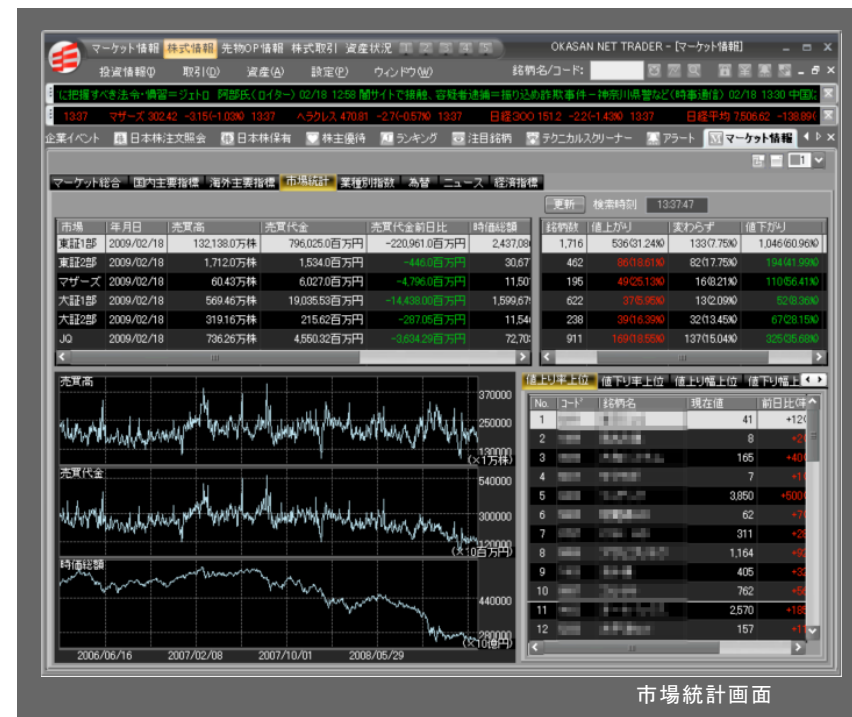 マーケット情報 株式情報 先物OP情報 株式取引 資産状況 OKASAN NET TRADER - [マーケット情報]
投資情報(I) 取引(Q) 資産(A) 設定(P) ウィンドウ(W) 銘柄名/コード:
に把握すべき法令・慣習=ジェトロ 阿部氏<ロイター> 02/18 12:58 闇サイトで接触、容疑者逮捕=振り込め詐欺事件-神奈川県警など(時事通信) 02/18 13:30 中国
13:37 マザーズ 302.42 -3.15(-1.03%) 13:37 ヘラクレス 470.81 -2.7(-0.57%) 13:37 日経300 151.2 -2.2(-1.43%) 13:37 日経平均 7,506.62 -138.89(
企業イベント 日本株注文照会 日本株保有 株主優待 ランキング 注目銘柄 テクニカルスクリーナー アラート マーケット情報
1
マーケット総合 国内主要指標 海外主要指標 市場統計 業種別指数 為替 ニュース 経済指標
更新 検索時刻 13:37:47
市場 年月日 売買高 売買代金 売買代金前日比 時価総額 銘柄数 値上がり 変わらず 値下がり
東証1部 2009/02/18 132,138.0万株 796,025.0百万円 -220,961.0百万円 2,437,08 1,716 536(31.24%) 133(7.75%) 1,046(60.96%)
東証2部 2009/02/18 1,712.0万株 1,534.0百万円 -446.0百万円 30,67 462 86(18.61%) 82(17.75%) 194(41.99%)
マザーズ 2009/02/18 60.43万株 6,027.0百万円 -4,796.0百万円 11,50 195 49(25.13%) 16(8.21%) 110(56.41%)
大証1部 2009/02/18 569.46万株 19,035.53百万円 -14,438.00百万円 1,599,67 622 37(5.95%) 13(2.09%) 52(8.36%)
大証2部 2009/02/18 319.16万株 215.62百万円 -287.05百万円 11,54 238 39(16.39%) 32(13.45%) 67(28.15%)
JQ 2009/02/18 736.26万株 4,550.32百万円 -3,634.29百万円 72,70 911 169(18.55%) 137(15.04%) 325(35.68%)
売買高
370000
250000
130000
(×1万株)
売買代金
540000
300000
(×10百万円)
時価総額
440000
280000
(×10億円)
2006/06/16 2007/02/08 2007/10/01 2008/05/29
値上り率上位 値下り率上位 値上り幅上位 値下り幅上
No. コード 銘柄名 現在値 前日比(率
1 41 +12(
2 8 +2(
3 165 +40(
4 7 +1(
5 3,850 +500(
6 62 +7(
7 311
8 1,164
9 405
10 762
11 2,570
12 157
市場統計画面